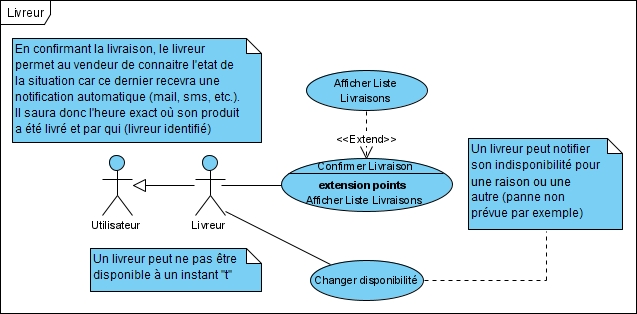 Livreur
En confirmant la livraison, le livreur
permet au vendeur de connaitre l'etat de
la situation car ce dernier recevra une
notification automatique (mail, sms, etc.).
Il saura donc l'heure exact où son produit
a été livré et par qui (livreur identifié)
Afficher Liste
Livraisons
<<Extend>>
Confirmer Livraison
extension points
Afficher Liste Livraisons
Un livreur peut notifier
son indisponibilité pour
une raison ou une
autre (panne non
prévue par exemple)
Utilisateur
Livreur
Un livreur peut ne pas être
disponible à un instant "t"
Changer disponibilité